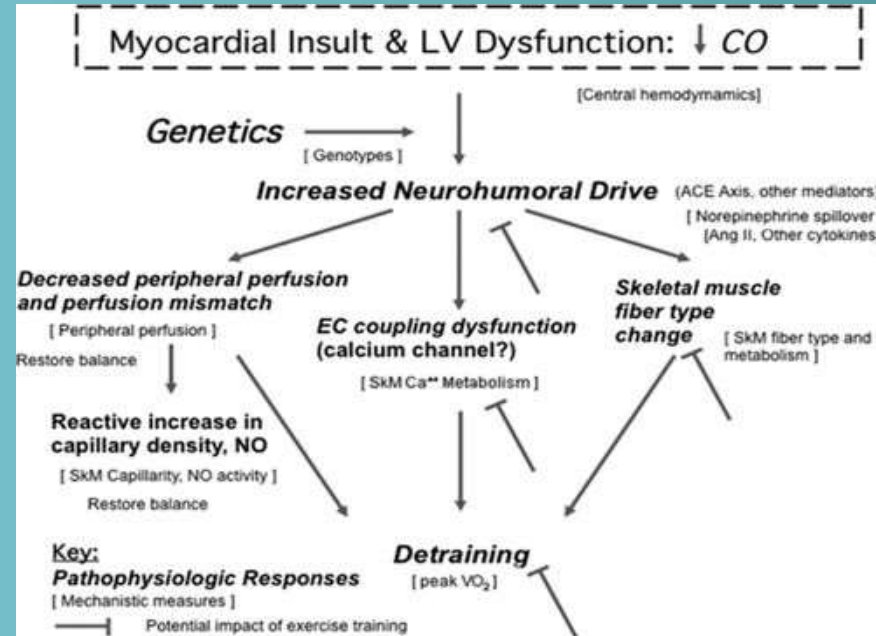 Myocardial Insult & LV Dysfunction: ↓ CO
[Central hemodymamics]
Genetics
[ Genotypes ]
Increased Neurohumoral Drive (ACE Axis, other mediators)
[ Norepinephrine spillover
[Ang II, Other cytokines
Decreased peripheral perfusion
and perfusion mismatch
[ Peripheral perfusion ]
Restore balance
EC coupling dysfunction
(calcium channel?)
[ SkM Ca⁺⁺ Metabolism ]
Skeletal muscle
fiber type
change [ SkM fiber type and
metabolism ]
Reactive increase in
capillary density, NO
[ SkM Capillarity, NO activity ]
Restore balance
Detraining
[ peak VO₂]
Key:
Pathophysiologic Responses
[ Mechanistic measures ]
Potential impact of exercise training